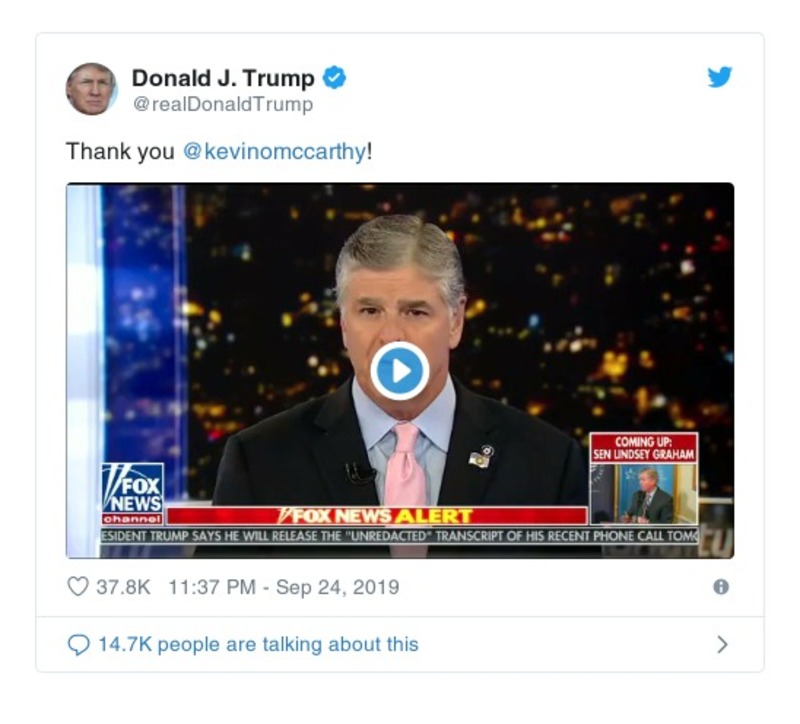 Donald J. Trump
@realDonaldTrump
Thank you @kevinomccarthy!
COMING UP:
SEN LINDSEY GRAHAM
FOX
NEWS
channel
FOX NEWS ALERT
ESIDENT TRUMP SAYS HE WILL RELEASE THE "UNREDACTED" TRANSCRIPT OF HIS RECENT PHONE CALL TOM
37.8K 11:37 PM - Sep 24, 2019
14.7K people are talking about this